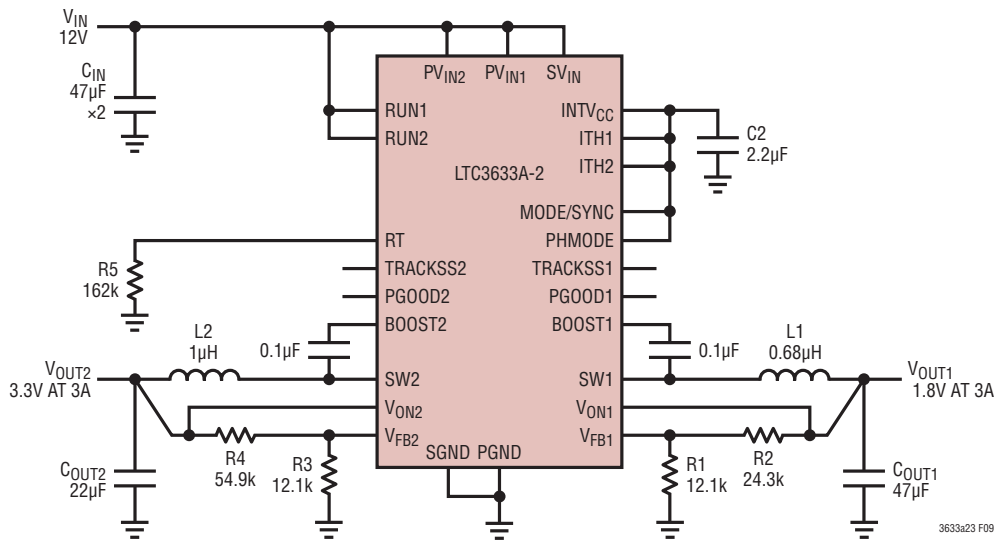 VIN
12V
CIN
47µF
×2
PVIN2 PVIN1 SVIN
RUN1
RUN2
INTVCC
ITH1
ITH2
C2
2.2µF
LTC3633A-2
MODE/SYNC
PHMODE
RT
TRACKSS2
PGOOD2
BOOST2
TRACKSS1
PGOOD1
BOOST1
R5
162k
L2
1µH
0.1µF
0.1µF
L1
0.68µH
VOUT2
3.3V AT 3A
SW2
SW1
VOUT1
1.8V AT 3A
VON2
VON1
VFB2
VFB1
SGND PGND
R4
54.9k
R3
12.1k
R1
12.1k
R2
24.3k
COUT2
22µF
COUT1
47µF
3633a23 F09